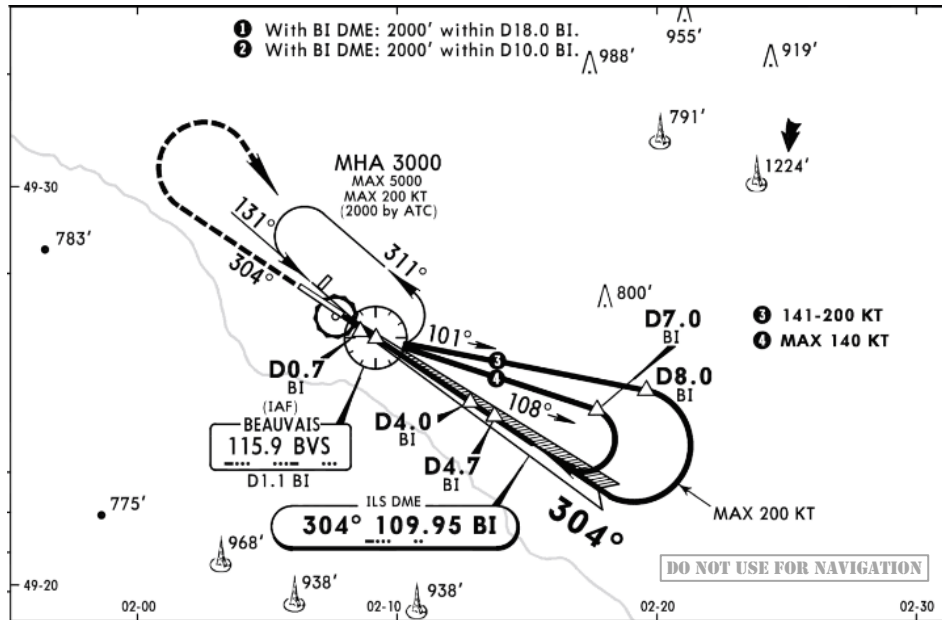 ❶ With BI DME: 2000' within D18.0 BI.
❷ With BI DME: 2000' within D10.0 BI.
955'
988'
919'
791'
1224'
MHA 3000
MAX 5000
MAX 200 KT
(2000 by ATC)
49-30
131°
783'
304°
311°
800'
❸ 141-200 KT
❹ MAX 140 KT
D7.0
BI
101°
❸
❹
D8.0
BI
D0.7
BI
108°
(IAF)
BEAUVAIS
115.9 BVS
D1.1 BI
D4.0
BI
D4.7
BI
775'
ILS DME
304° 109.95 BI
304°
MAX 200 KT
968'
938'
938'
DO NOT USE FOR NAVIGATION
49-20
02-00
02-10
02-20
02-30